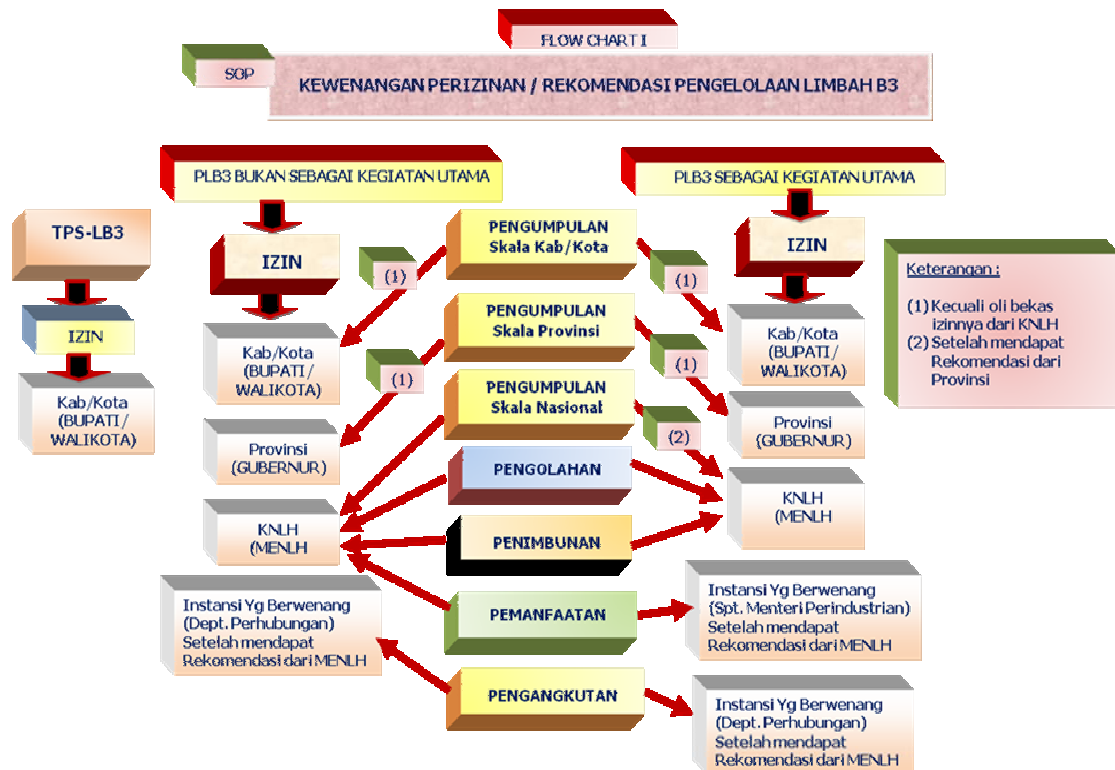 FLOW CHART I
SOP
KEWENANGAN PERIZINAN / REKOMENDASI PENGELOLAAN LIMBAH B3
PLB3 BUKAN SEBAGAI KEGIATAN UTAMA
PLB3 SEBAGAI KEGIATAN UTAMA
TPS-LB3
IZIN
Kab/Kota
(BUPATI/
WALIKOTA)
IZIN
Kab/Kota
(BUPATI/
WALIKOTA)
Provinsi
(GUBERNUR)
KNLH
(MENLH
Instansi Yg Berwenang
(Dept. Perhubungan)
Setelah mendapat
Rekomendasi dari MENLH
(1)
(1)
PENGUMPULAN
Skala Kab/Kota
PENGUMPULAN
Skala Provinsi
PENGUMPULAN
Skala Nasional
PENGOLAHAN
PENIMBUNAN
PEMANFAATAN
PENGANGKUTAN
(1)
(1)
(2)
IZIN
Kab/Kota
(BUPATI/
WALIKOTA)
Provinsi
(GUBERNUR)
KNLH
(MENLH
Instansi Yg Berwenang
(Spt. Menteri Perindustrian)
Setelah mendapat
Rekomendasi dari MENLH
Instansi Yg Berwenang
(Dept. Perhubungan)
Setelah mendapat
Rekomendasi dari MENLH
Keterangan :
(1) Kecuali oli bekas
izinnya dari KNLH
(2) Setelah mendapat
Rekomendasi dari
Provinsi